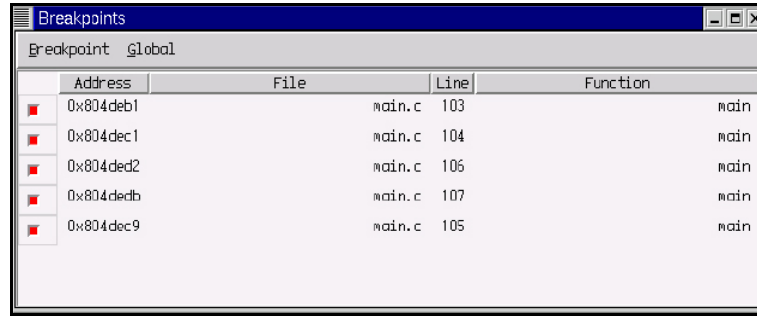 Breakpoints
Breakpoint Global
Address File Line Function
0x804deb1 main.c 103 main
0x804dec1 main.c 104 main
0x804ded2 main.c 106 main
0x804dedb main.c 107 main
0x804dec9 main.c 105 main